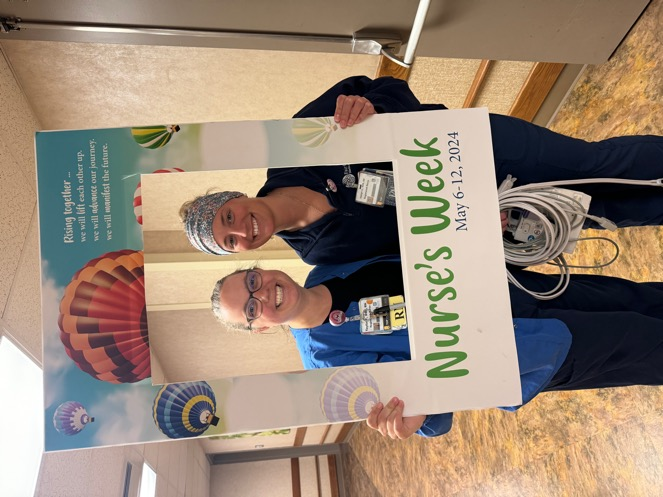 Rising together ...
we will lift each other up.
we will advance our journey.
we will manifest the future.
Nurse's Week
May 6-12, 2024